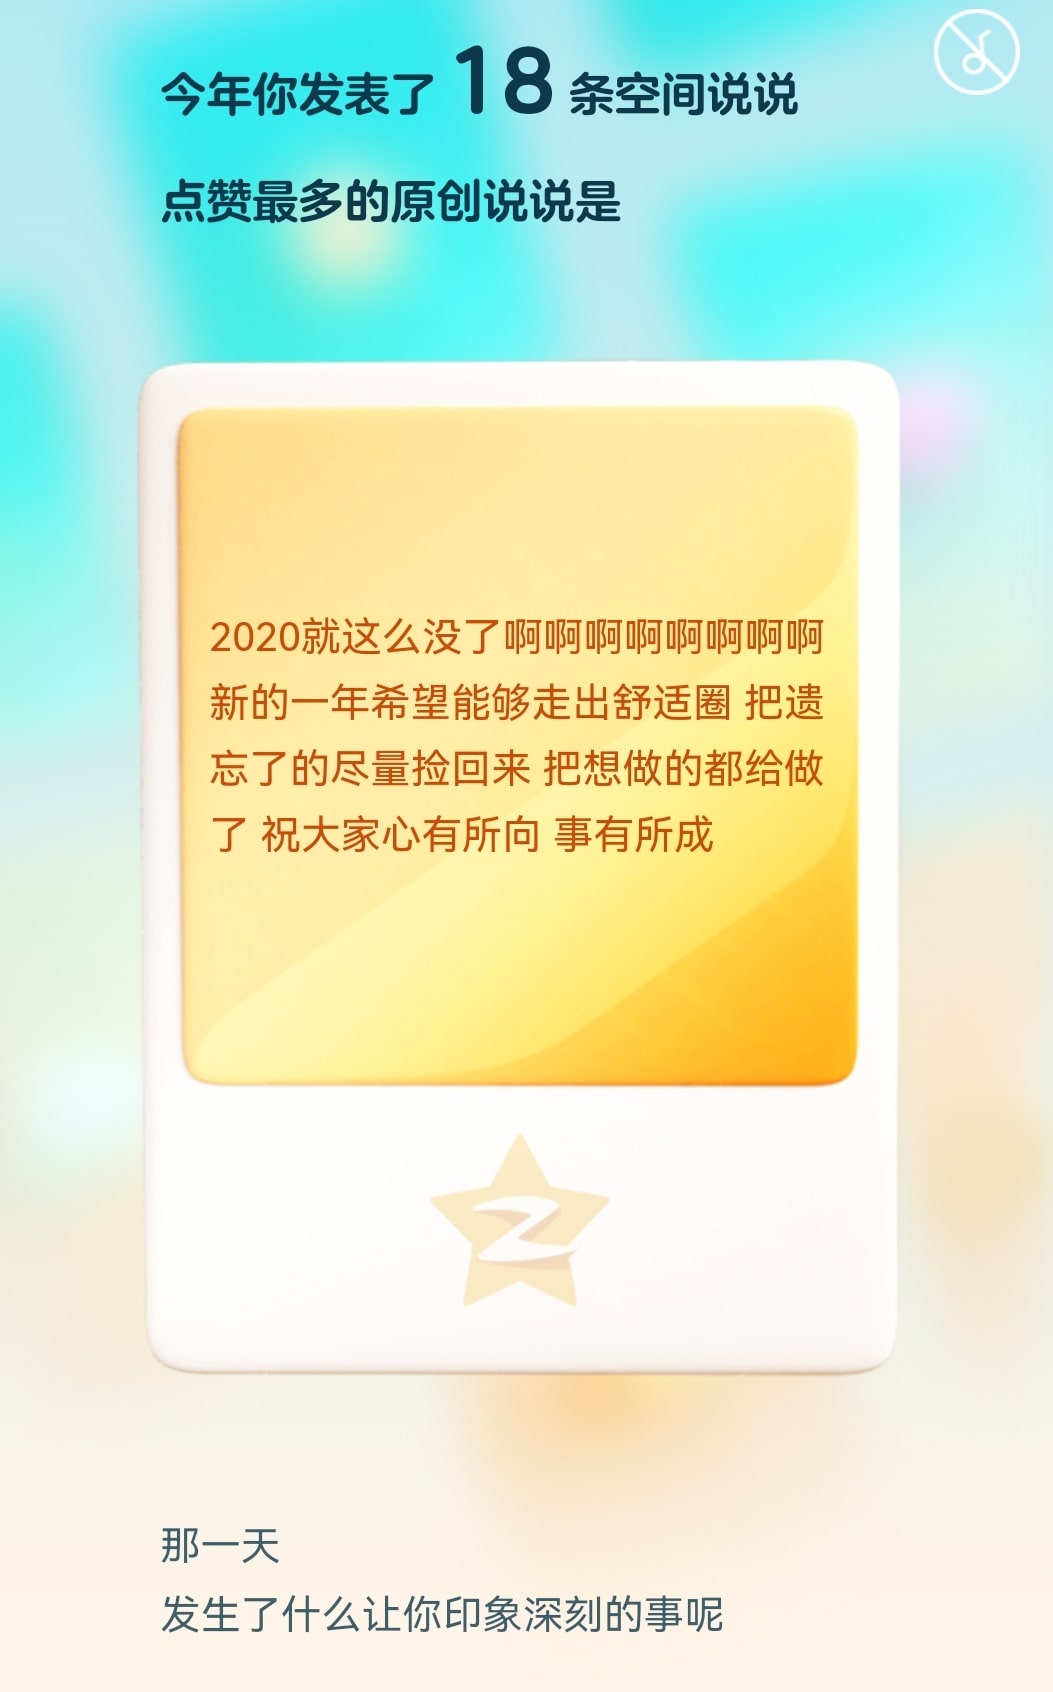 今年你发表了 18 条空间说说
点赞最多的原创说说是
2020就这么没了啊啊啊啊啊啊啊啊
新的一年希望能够走出舒适圈 把遗
忘了的尽量捡回来 把想做的都给做
了 祝大家心有所向 事有所成
那一天
发生了什么让你印象深刻的事呢